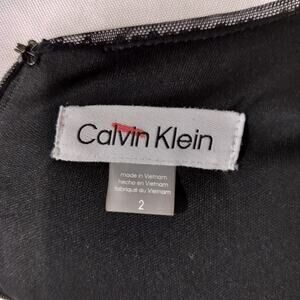 Calvin Klein
made in Vietnam
hecho en Vietnam
fabriqué au Vietnam
2